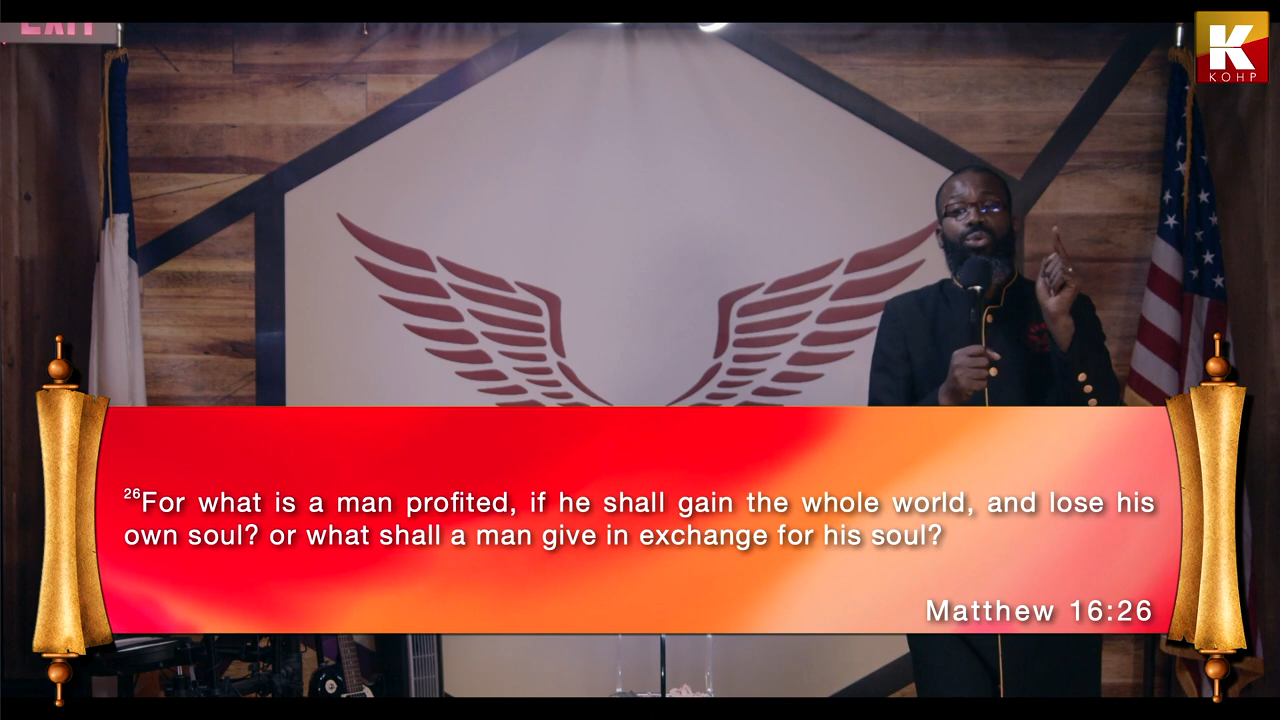 EXIT
K
KOHP
26For what is a man profited, if he shall gain the whole world, and lose his
own soul? or what shall a man give in exchange for his soul?
Matthew 16:26